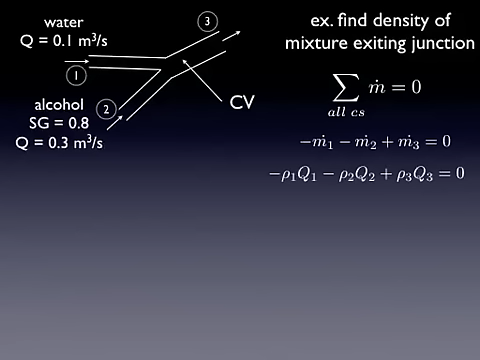 water
Q = 0.1 m³/s
1
alcohol
SG = 0.8
Q = 0.3 m³/s
2
3
CV
ex. find density of
mixture exiting junction
∑ ṁ = 0
all cs
−ṁ₁ − ṁ₂ + ṁ₃ = 0
−ρ₁Q₁ − ρ₂Q₂ + ρ₃Q₃ = 0